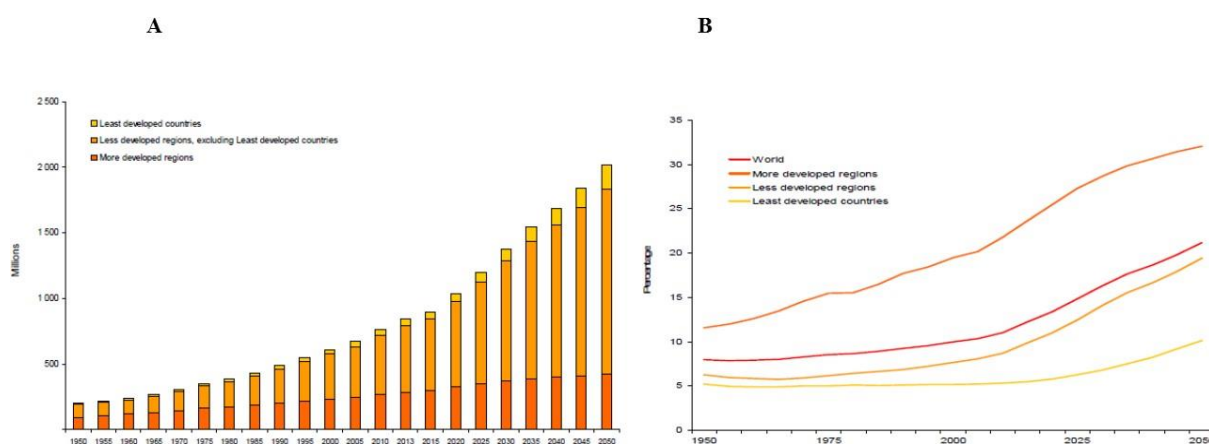 A
B
2 500
2 000
1 500
1 000
500
Millions
Least developed countries
Less developed regions, excluding Least developed countries
More developed regions
1950 1955 1960 1965 1970 1975 1980 1985 1990 1995 2000 2005 2010 2013 2015 2020 2025 2030 2035 2040 2045 2050
35
30
25
20
15
10
5
0
Percentage
World
More developed regions
Less developed regions
Least developed countries
1950 1975 2000 2025 205